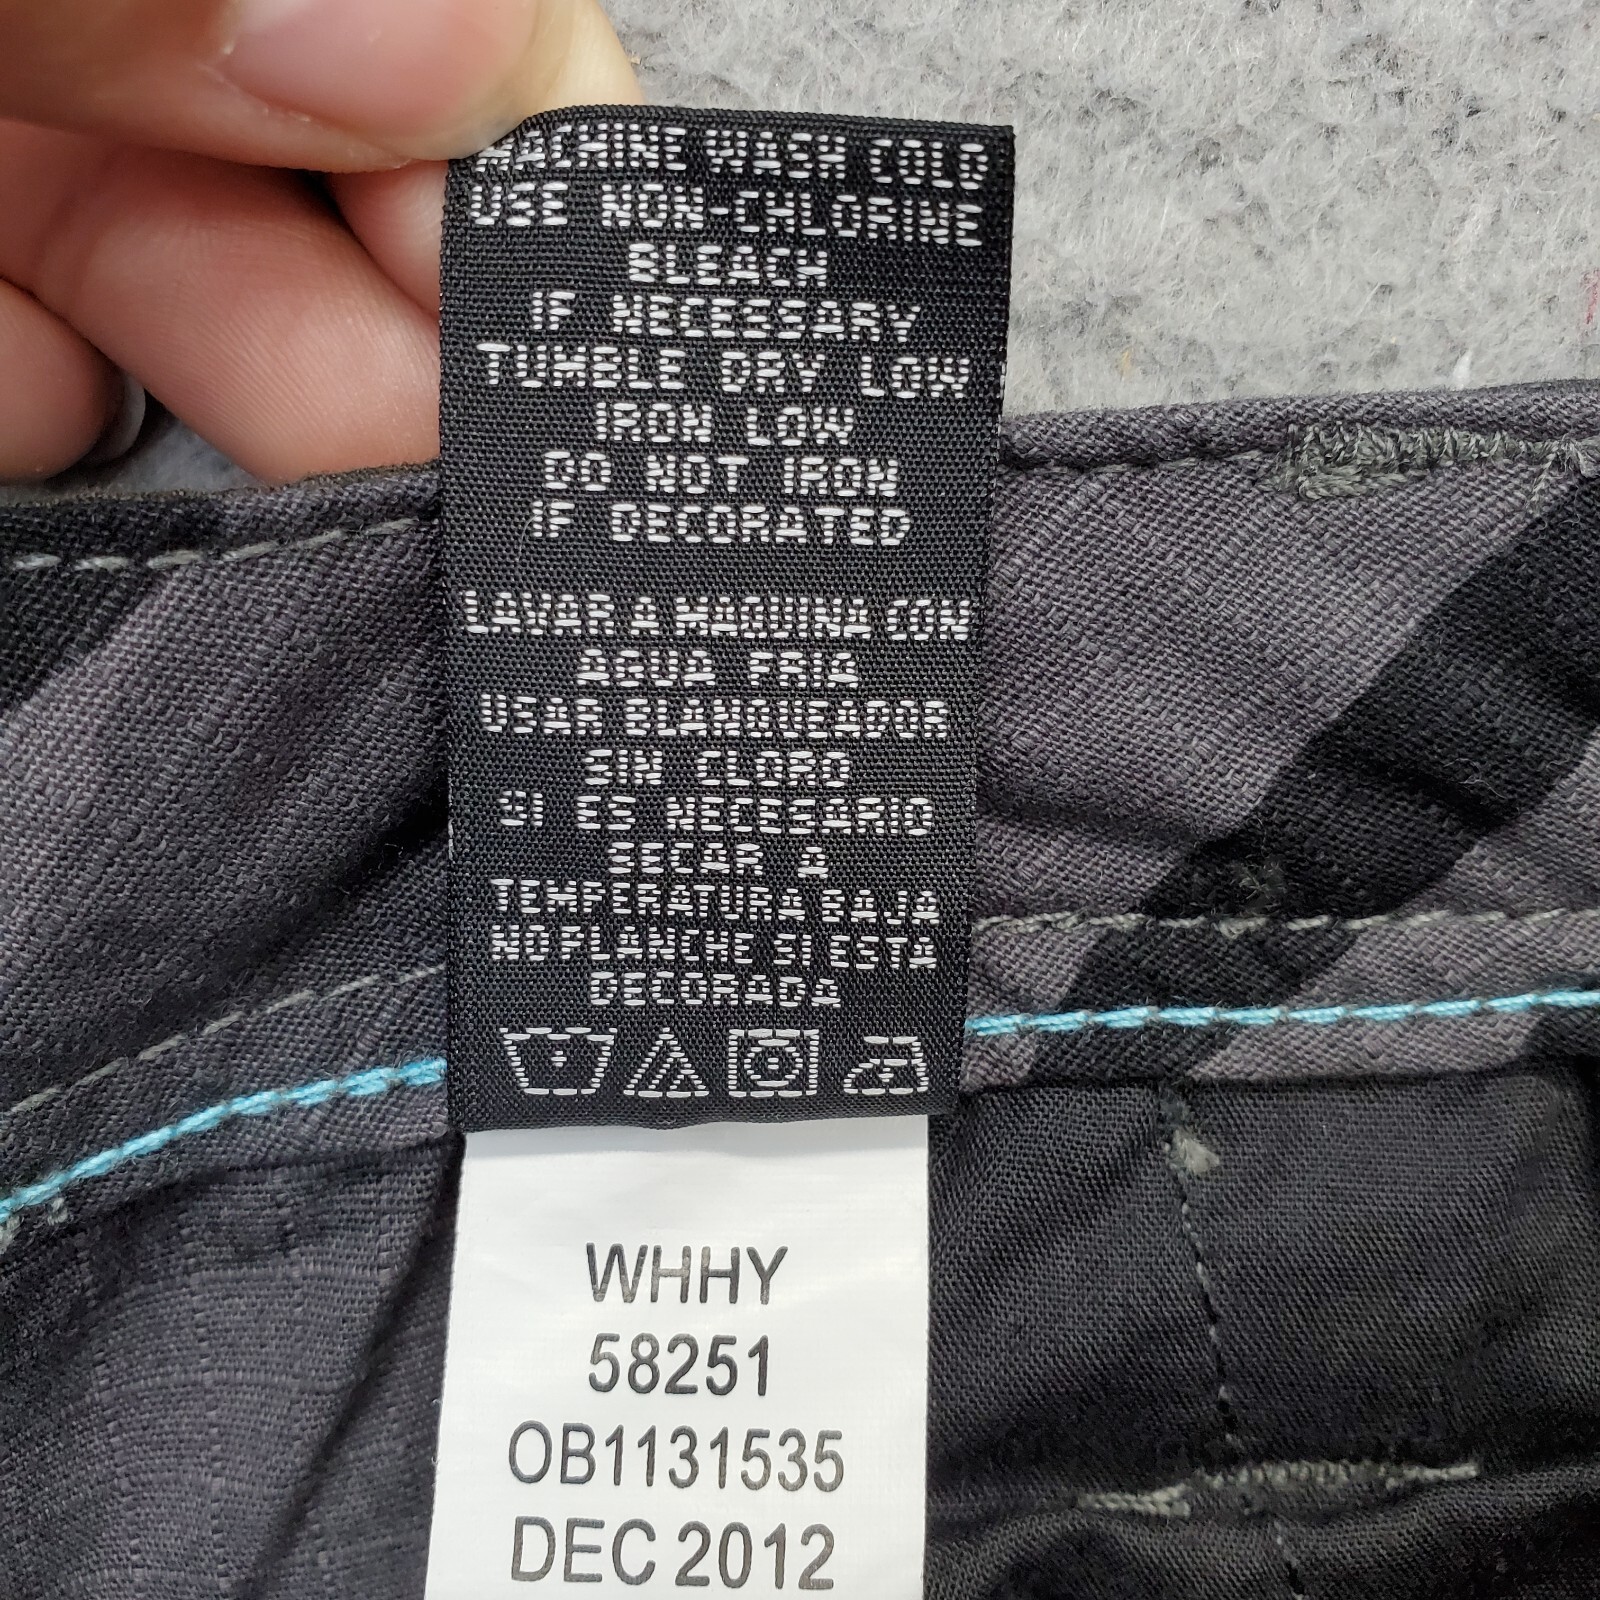 MACHINE WASH COLD
USE NON-CHLORINE
BLEACH
IF NECESSARY
TUMBLE DRY LOW
IRON LOW
DO NOT IRON
IF DECORATED
LAVAR A MAQUINA CON
AGUA FRIA
USAR BLANQUEADOR
SIN CLORO
SI ES NECESARIO
SECAR A
TEMPERATURA BAJA
NO PLANCHE SI ESTA
DECORADA
WHHY
58251
OB1131535
DEC 2012